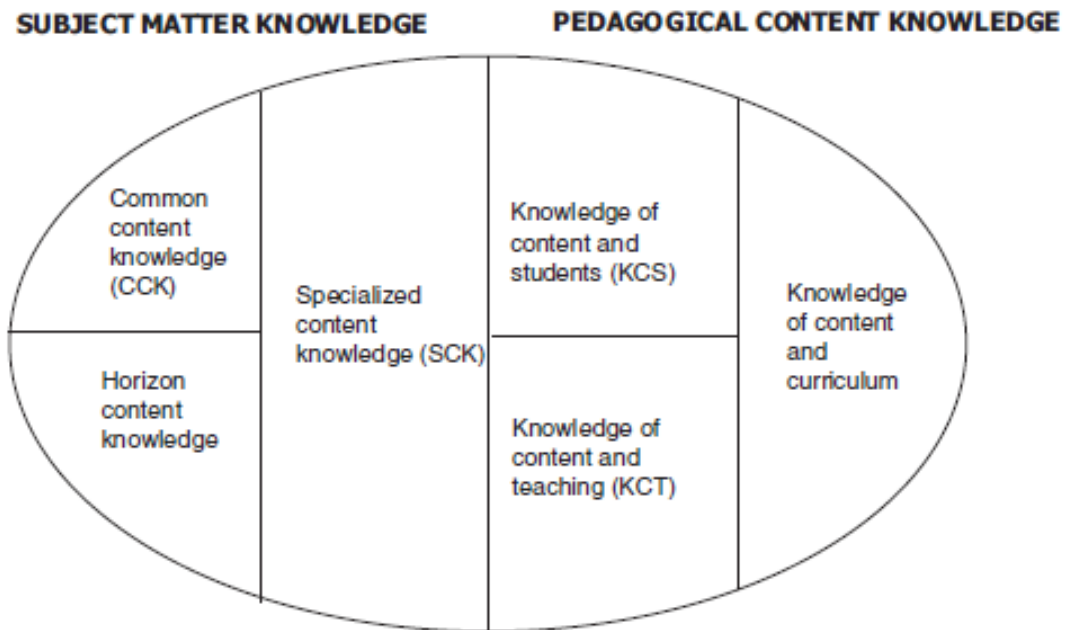 SUBJECT MATTER KNOWLEDGE
PEDAGOGICAL CONTENT KNOWLEDGE
Common
content
knowledge
(CCK)
Horizon
content
knowledge
Specialized
content
knowledge (SCK)
Knowledge of
content and
students (KCS)
Knowledge of
content and
teaching (KCT)
Knowledge
of content
and
curriculum